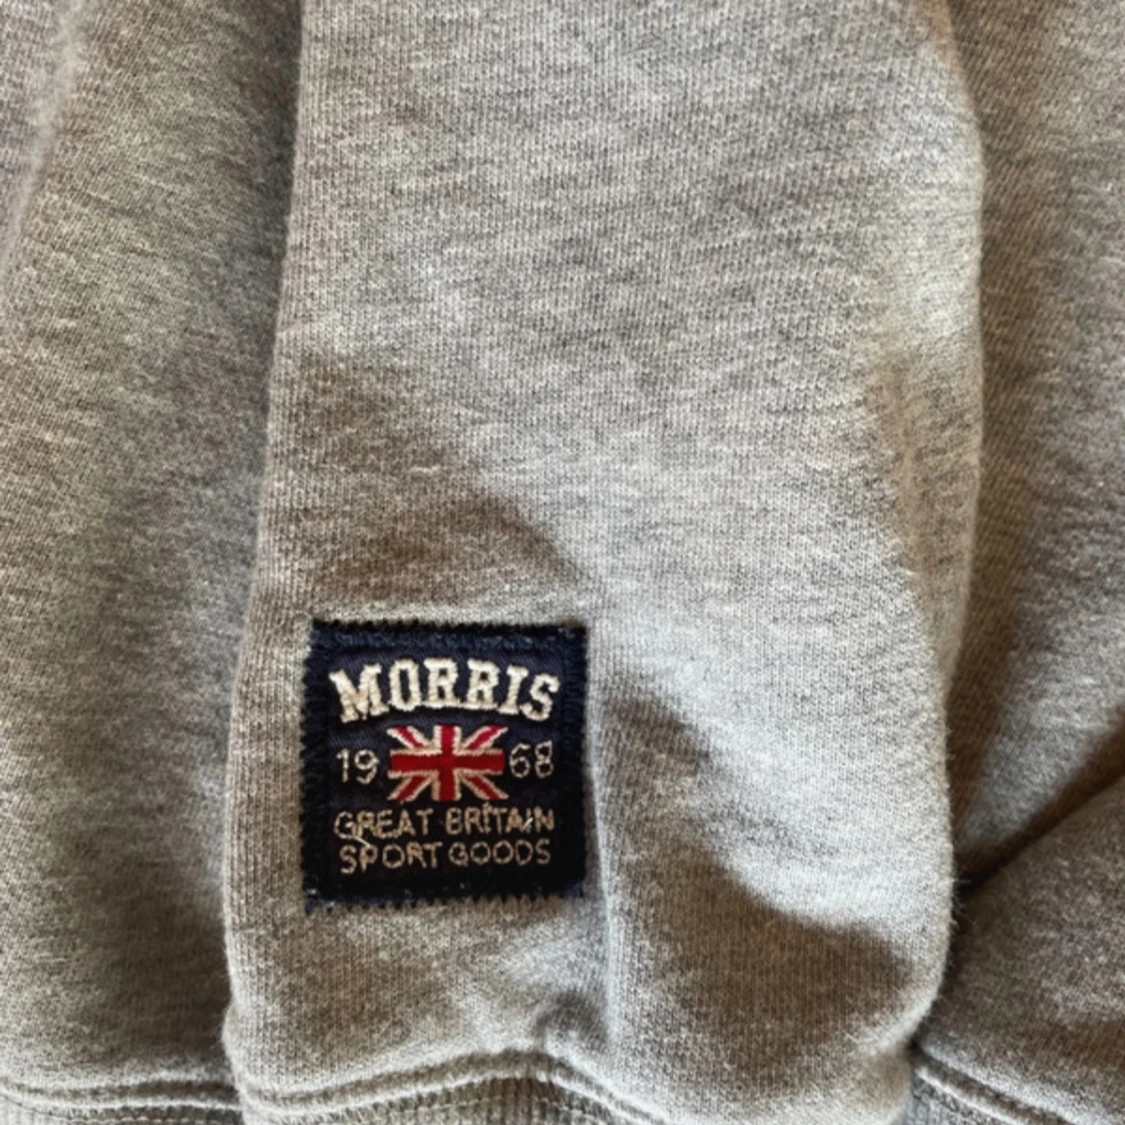 MORRIS
19 68
GREAT BRITAIN
SPORT GOODS